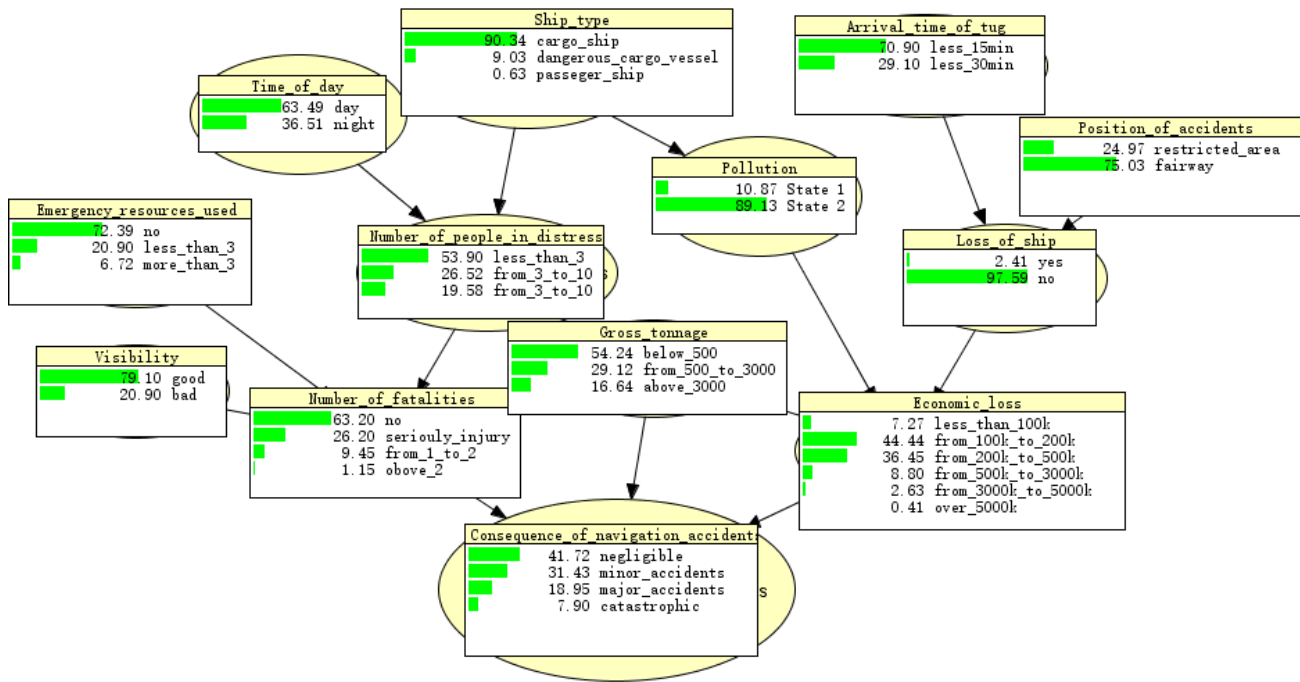 Ship_type
90.34 cargo_ship
9.03 dangerous_cargo_vessel
0.63 passeger_ship
Arrival_time_of_tug
70.90 less_15min
29.10 less_30min
Time_of_day
63.49 day
36.51 night
Position_of_accidents
24.97 restricted_area
75.03 fairway
Pollution
10.87 State 1
89.13 State 2
Emergency_resources_used
72.39 no
20.90 less_than_3
6.72 more_than_3
Number_of_people_in_distress
53.90 less_than_3
26.52 from_3_to_10
19.58 from_3_to_10
s
Loss_of_ship
2.41 yes
97.59 no
Gross_tonnage
54.24 below_500
29.12 from_500_to_3000
16.64 above_3000
Visibility
79.10 good
20.90 bad
Number_of_fatalities
63.20 no
seriouly_injury
26.20
9.45 from_1_to_2
1.15 obove_2
Economic_loss
7.27 less_than_100k
44.44 from_100k_to_200k
36.45 from_200k_to_500k
8.80 from_500k_to_3000k
2.63 from_3000k_to_5000k
0.41 over_5000k
Consequence_of_navigation_accidents
41.72 negligible
31.43 minor_accidents
18.95 major_accidents
7.90 catastrophic
s